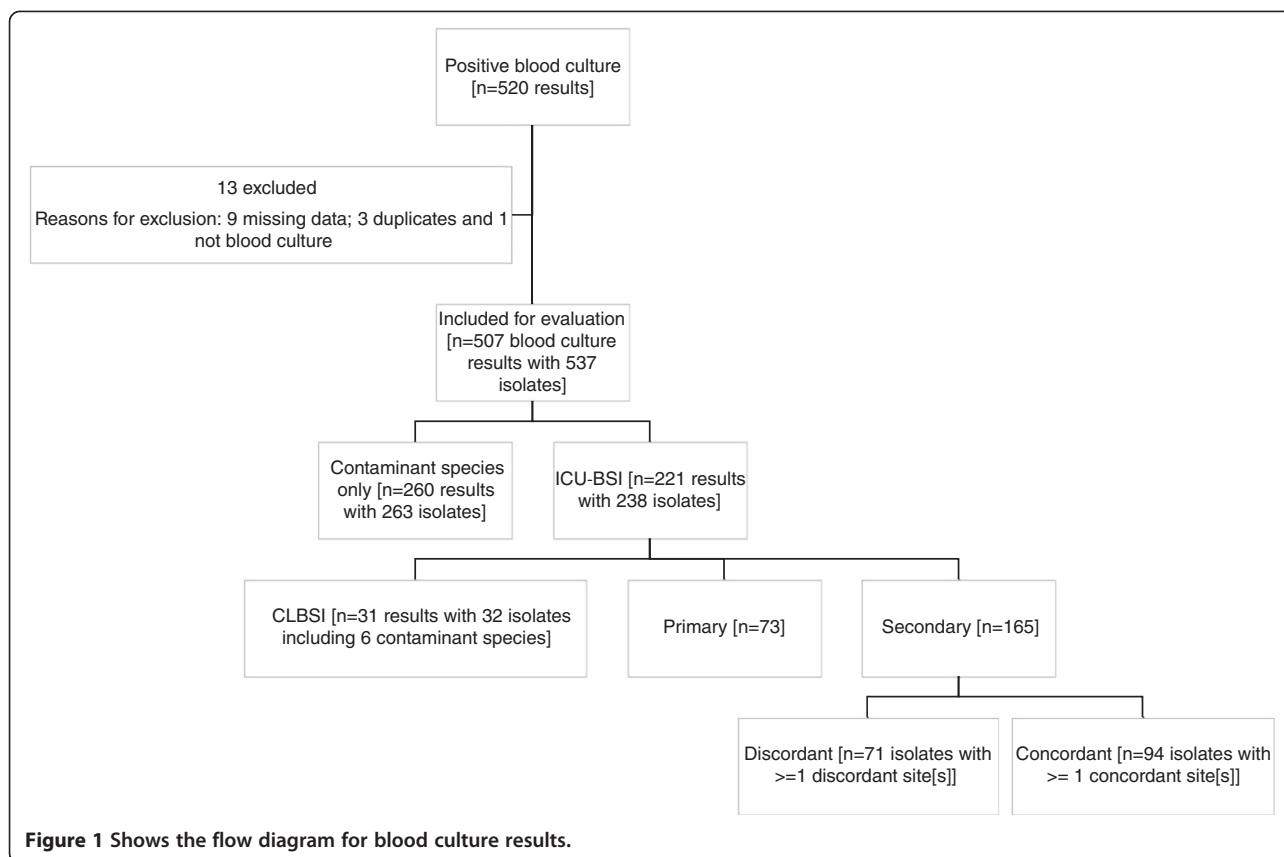 Positive blood culture
[n=520 results]
13 excluded
Reasons for exclusion: 9 missing data; 3 duplicates and 1
not blood culture
Included for evaluation
[n=507 blood culture
results with 537
isolates]
Contaminant species
only [n=260 results
with 263 isolates]
ICU-BSI [n=221 results
with 238 isolates]
CLBSI [n=31 results with 32 isolates
including 6 contaminant species]
Primary [n=73]
Secondary [n=165]
Discordant [n=71 isolates with
>=1 discordant site[s]]
Concordant [n=94 isolates with
>= 1 concordant site[s]]
Figure 1 Shows the flow diagram for blood culture results.